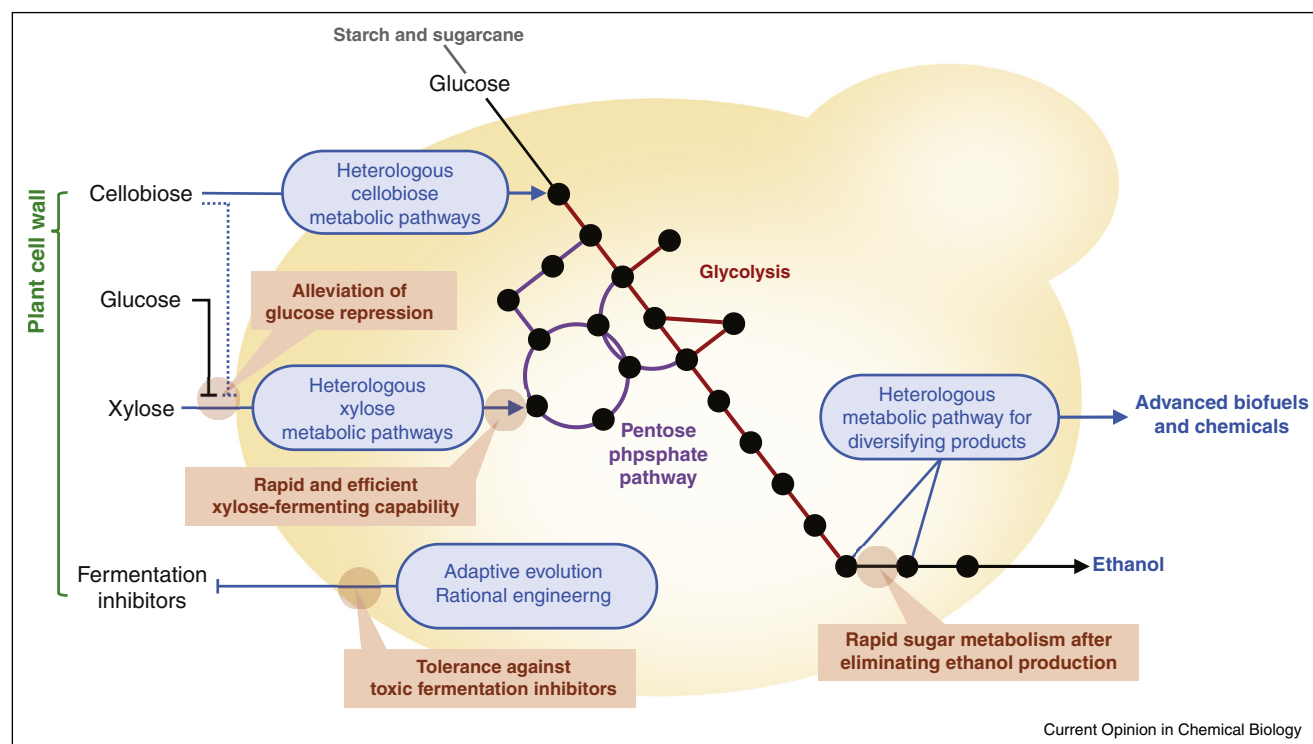 Starch and sugarcane
Glucose
Plant cell wall
Cellobiose
Heterologous
cellobiose
metabolic pathways
Glucose
Alleviation of
glucose repression
Glycolysis
Xylose
Heterologous
xylose
metabolic pathways
Pentose
phpsphate
pathway
Heterologous
metabolic pathway for
diversifying products
Advanced biofuels
and chemicals
Rapid and efficient
xylose-fermenting capability
Fermentation
inhibitors
Adaptive evolution
Rational engineerng
Ethanol
Tolerance against
toxic fermentation inhibitors
Rapid sugar metabolism after
eliminating ethanol production
Current Opinion in Chemical Biology